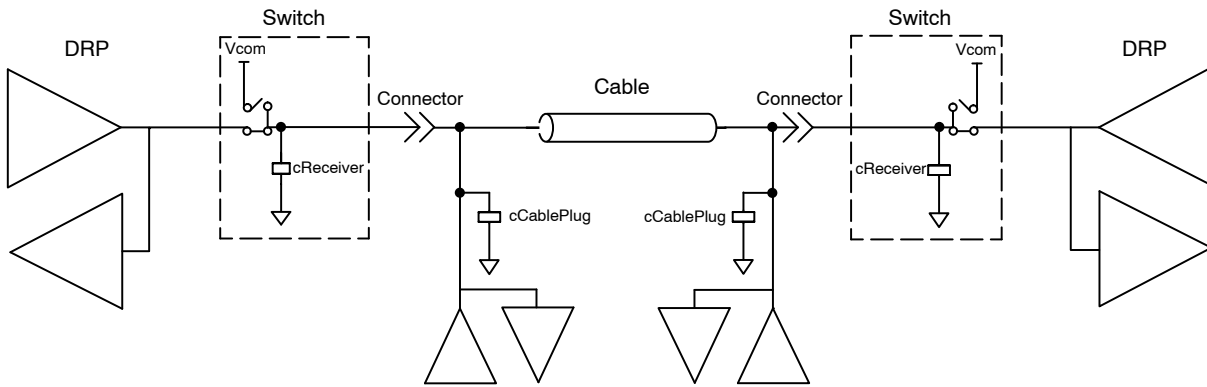 Switch
Switch
DRP
Vcom
Vcom
DRP
Connector
Cable
Connector
cReceiver
cReceiver
cCablePlug
cCablePlug